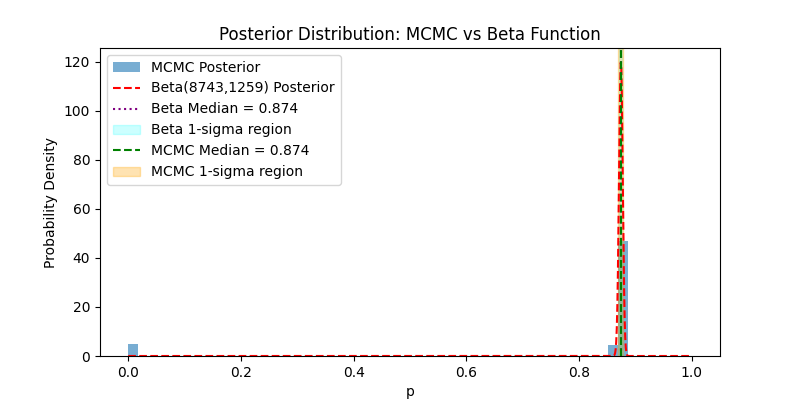 Posterior Distribution: MCMC vs Beta Function
MCMC Posterior
Beta(8743,1259) Posterior
Beta Median = 0.874
Beta 1-sigma region
MCMC Median = 0.874
MCMC 1-sigma region
Probability Density
120
100
80
60
40
20
0
0.0 0.2 0.4 0.6 0.8 1.0
p